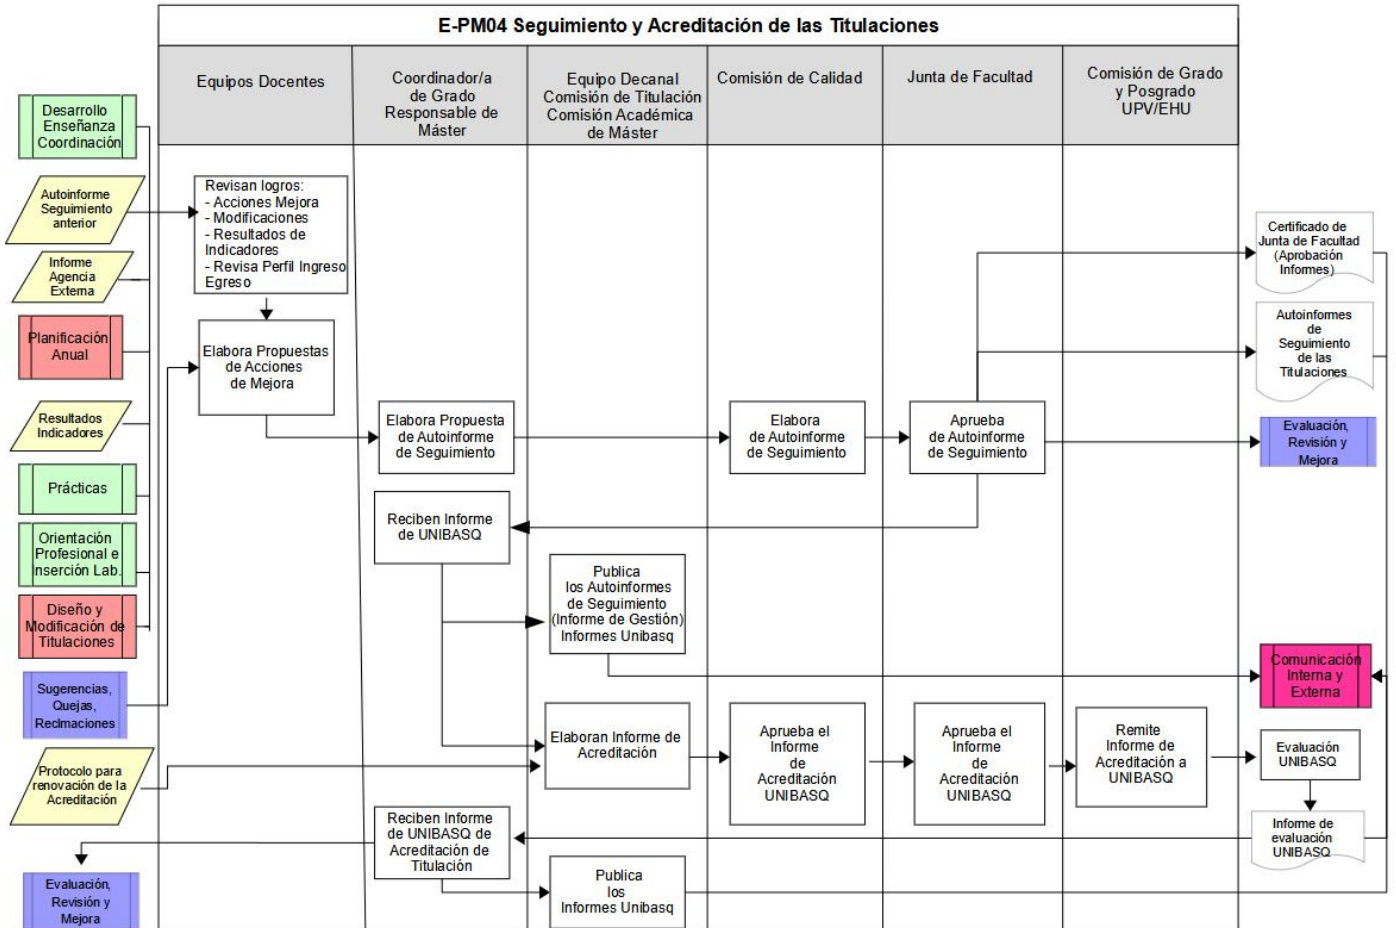 E-PM04 Seguimiento y Acreditación de las Titulaciones
Equipos Docentes
Coordinador/a
de Grado
Responsable de
Máster
Equipo Decanal
Comisión de Titulación
Comisión Académica
de Máster
Comisión de Calidad
Junta de Facultad
Comisión de Grado
y Posgrado
UPV/EHU
Desarrollo
Enseñanza
Coordinación
Autoinforme
Seguimiento
anterior
Informe
Agencia
Externa
Planificación
Anual
Resultados
Indicadores
Prácticas
Orientación
Profesional e
Inserción Lab.
Diseño y
Modificación de
Titulaciones
Sugerencias,
Quejas,
Reclmaciones
Protocolo para
renovación de la
Acreditación
Evaluación,
Revisión y
Mejora
Revisan logros:
- Acciones Mejora
- Modificaciones
- Resultados de
Indicadores
- Revisa Perfil Ingreso
Egreso
Elabora Propuestas
de Acciones
de Mejora
Elabora Propuesta
de Autoinforme
de Seguimiento
Elabora
de Autoinforme
de Seguimiento
Aprueba
de Autoinforme
de Seguimiento
Reciben Informe
de UNIBASQ
Publica
los Autoinformes
de Seguimiento
(Informe de Gestión)
Informes Unibasq
Elaboran Informe de
Acreditación
Aprueba el
Informe
de
Acreditación
UNIBASQ
Aprueba el
Informe
de
Acreditación
UNIBASQ
Remite
Informe de
Acreditación a
UNIBASQ
Reciben Informe
de UNIBASQ de
Acreditación de
Titulación
Publica
los
Informes Unibasq
Certificado de
Junta de Facultad
(Aprobación
Informes)
Autoinformes
de
Seguimiento
de las
Titulaciones
Evaluación,
Revisión y
Mejora
Comunicación
Interna y
Externa
Evaluación
UNIBASQ
Informe de
evaluación
UNIBASQ